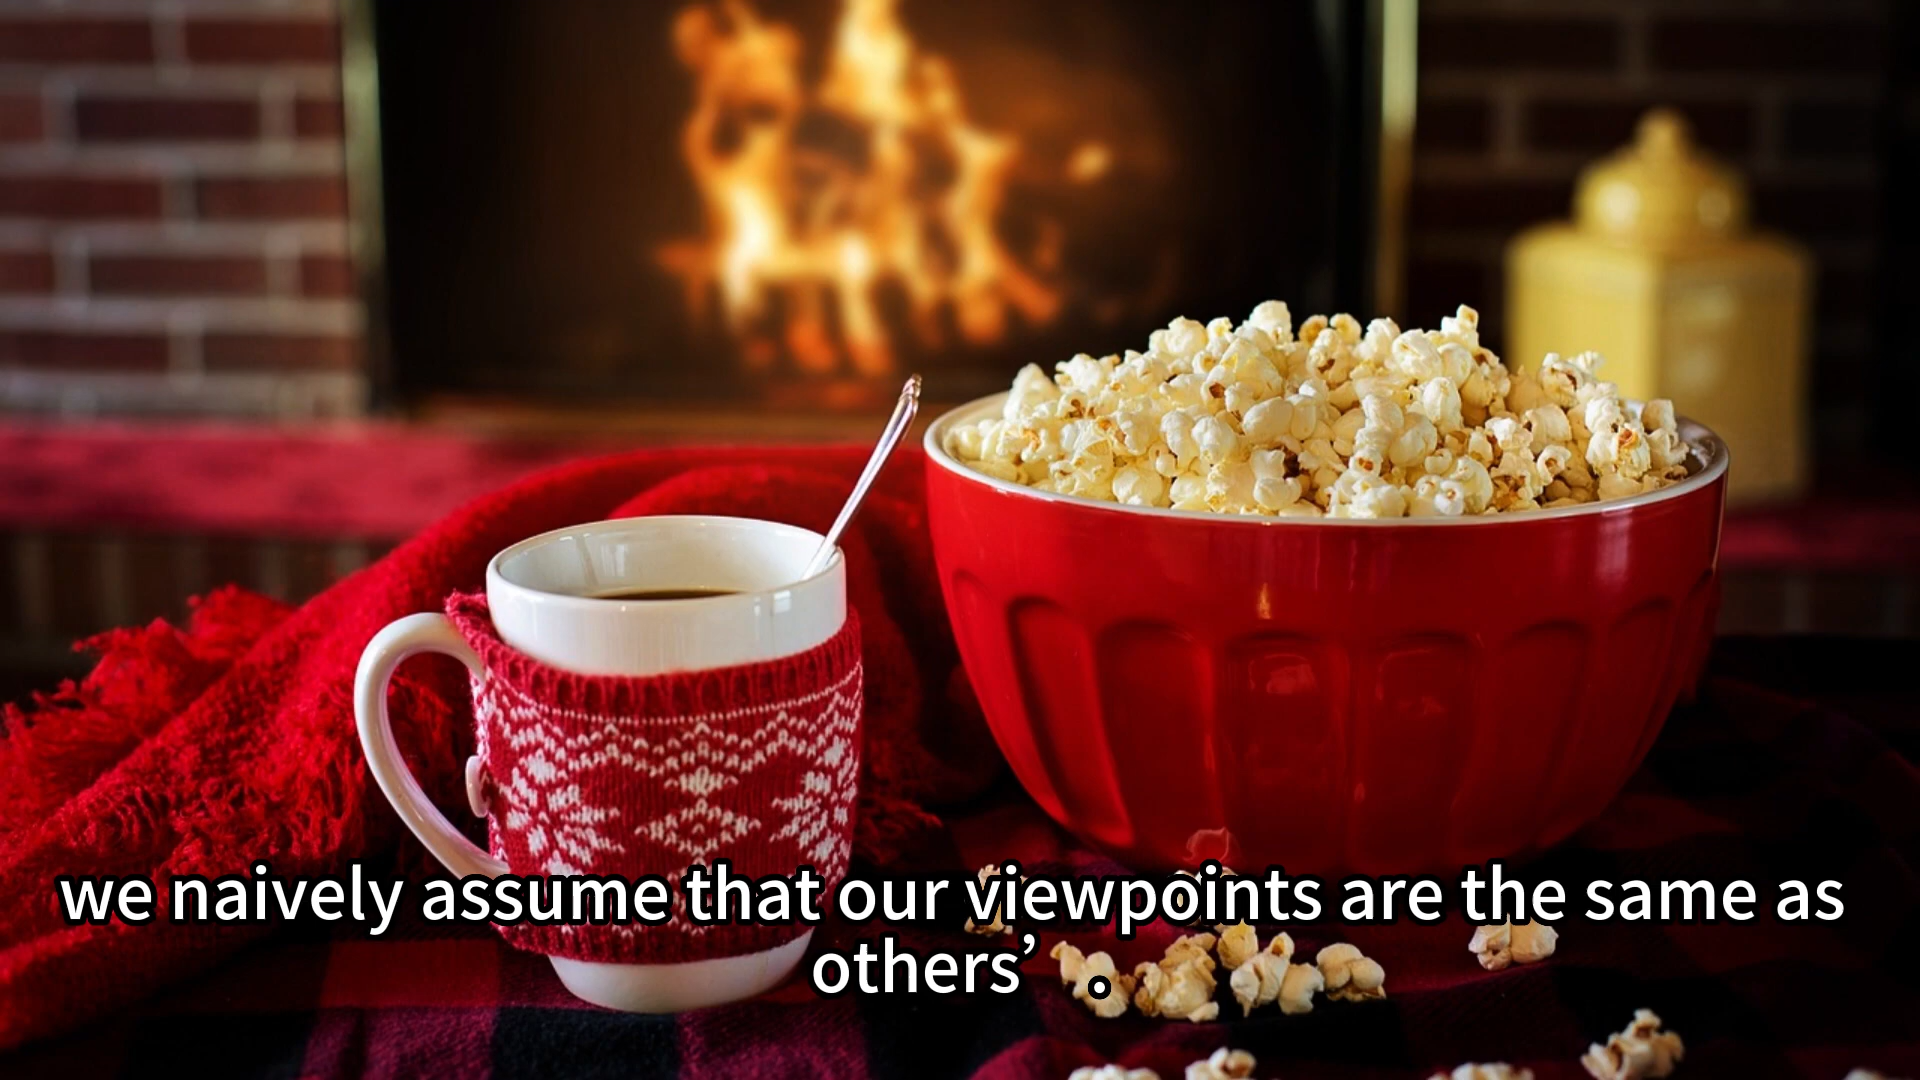 we naively assume that our viewpoints are the same as
others’。